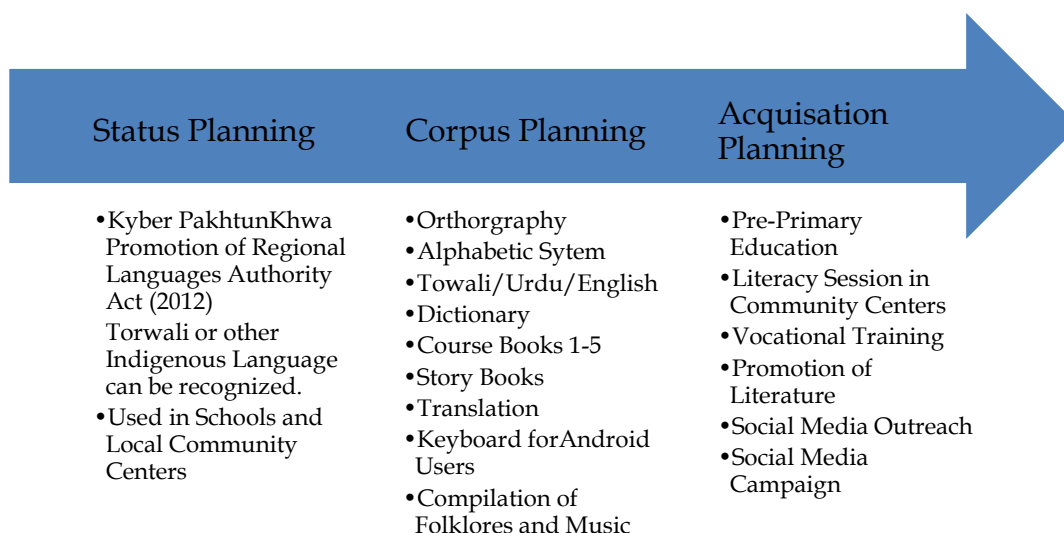 Status Planning
•Kyber PakhtunKhwa
Promotion of Regional
Languages Authority
Act (2012)
Torwali or other
Indigenous Language
can be recognized.
•Used in Schools and
Local Community
Centers
Corpus Planning
•Orthorgraphy
•Alphabetic Sytem
•Towali/Urdu/English
•Dictionary
•Course Books 1-5
•Story Books
•Translation
•Keyboard forAndroid
Users
•Compilation of
Folklores and Music
Acquisation
Planning
•Pre-Primary
Education
•Literacy Session in
Community Centers
•Vocational Training
•Promotion of
Literature
•Social Media Outreach
•Social Media
Campaign